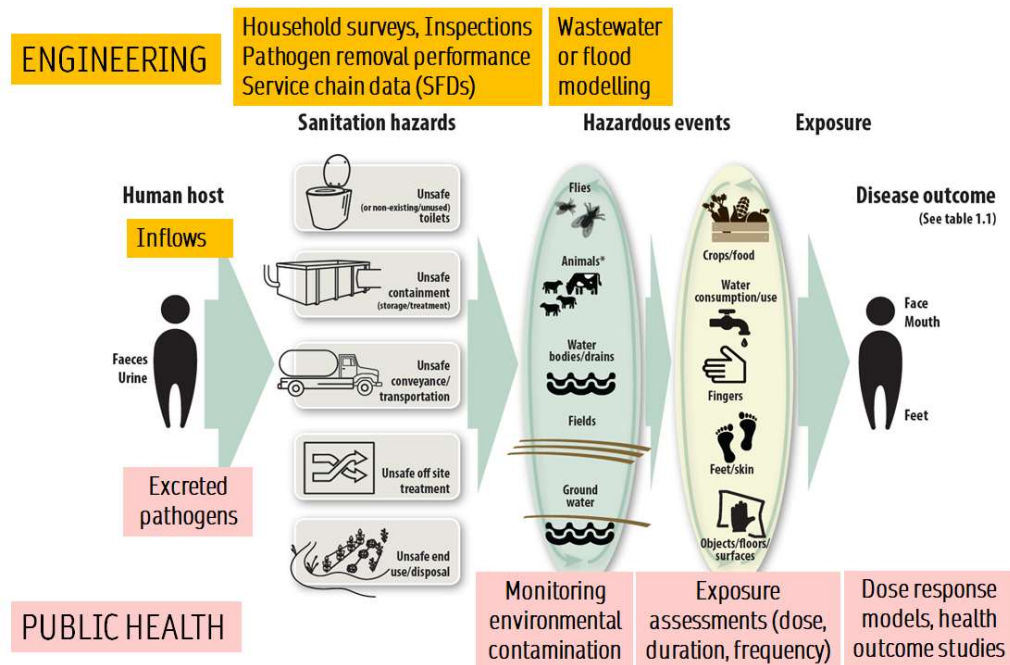 ENGINEERING
Household surveys, Inspections
Pathogen removal performance
Service chain data (SFDs)
Wastewater
or flood
modelling
Sanitation hazards
Hazardous events
Exposure
Human host
Inflows
Faeces
Urine
Excreted
pathogens
Unsafe
(or non-existing/unused)
toilets
Unsafe
containment
(storage/treatment)
Unsafe
conveyance/
transportation
Unsafe off site
treatment
Unsafe end
use/disposal
Flies
Animals*
Water
bodies/drains
Fields
Ground
water
Crops/food
Water
consumption/use
Fingers
Feet/skin
Objects/floors/
surfaces
Disease outcome
(See table 1.1)
Face
Mouth
Feet
PUBLIC HEALTH
Monitoring
environmental
contamination
Exposure
assessments (dose,
duration, frequency)
Dose response
models, health
outcome studies